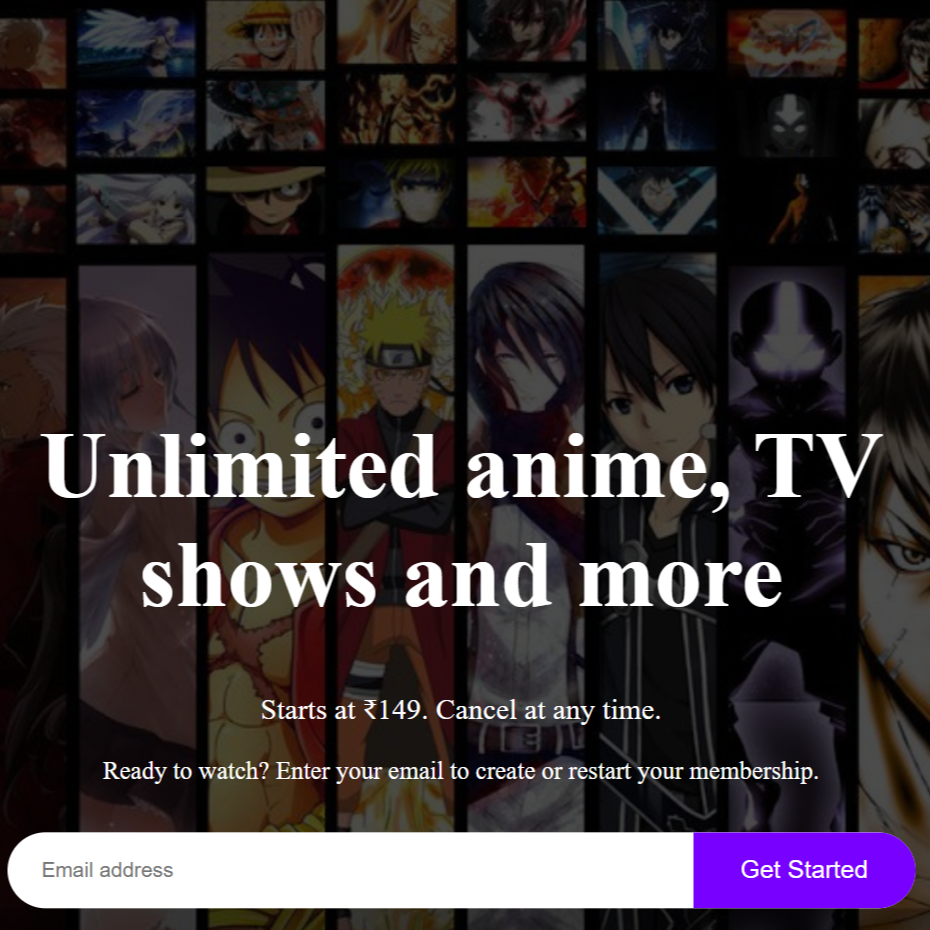 Unlimited anime, TV
shows and more
Starts at ₹149. Cancel at any time.
Ready to watch? Enter your email to create or restart your membership.
Email address
Get Started